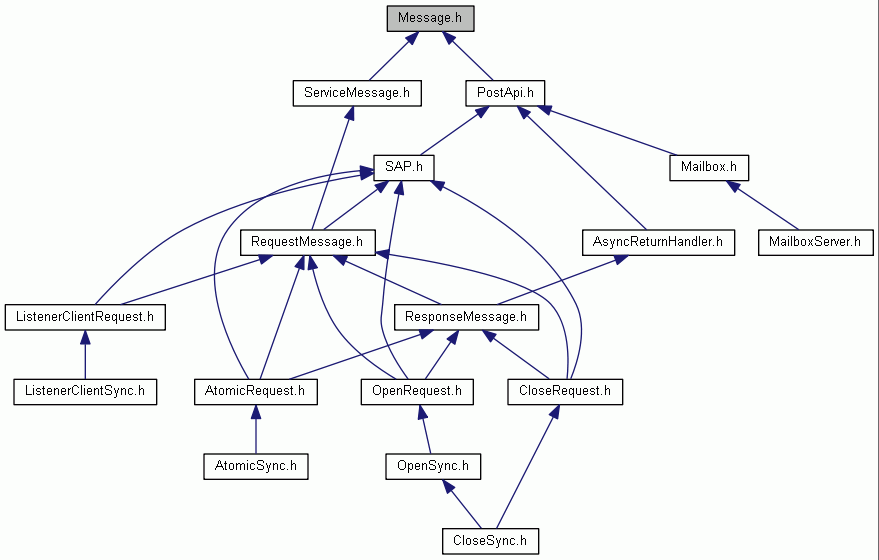 Message.h
ServiceMessage.h
PostApi.h
SAP.h
Mailbox.h
RequestMessage.h
AsyncReturnHandler.h
MailboxServer.h
ListenerClientRequest.h
ResponseMessage.h
ListenerClientSync.h
AtomicRequest.h
OpenRequest.h
CloseRequest.h
AtomicSync.h
OpenSync.h
CloseSync.h